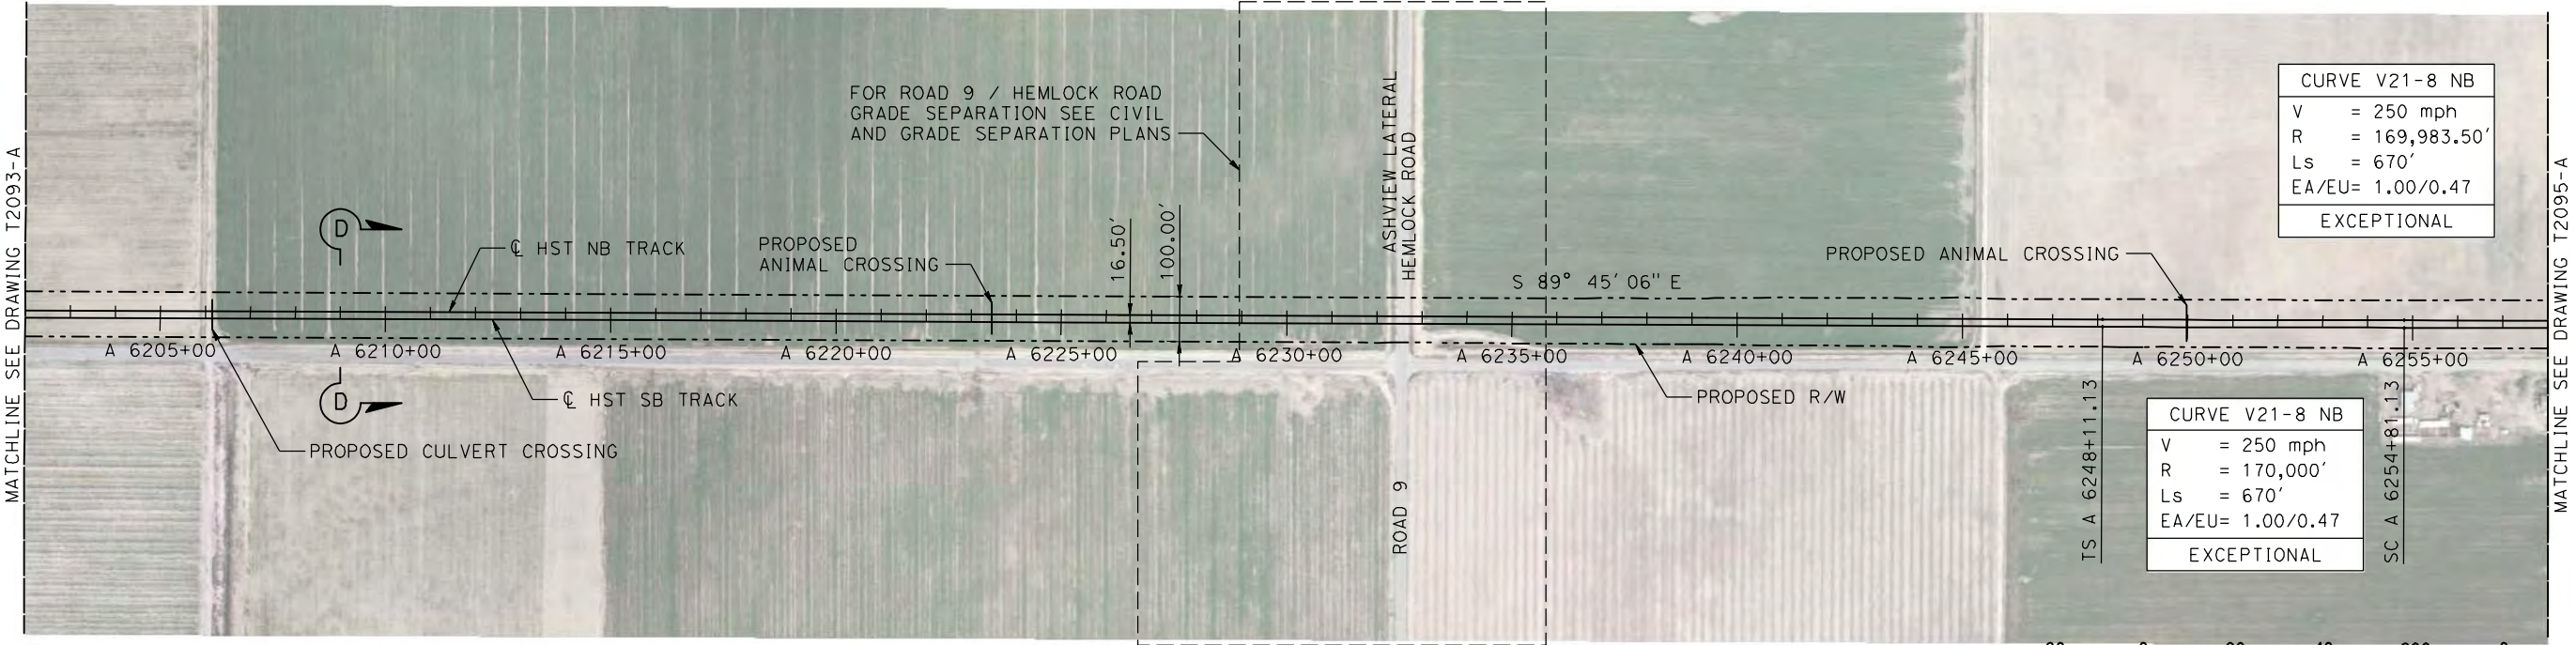 MATCHLINE SEE DRAWING T2093-A
FOR ROAD 9 / HEMLOCK ROAD
GRADE SEPARATION SEE CIVIL
AND GRADE SEPARATION PLANS
ASHVIEW LATERAL
HEMLOCK ROAD
CURVE V21-8 NB
V = 250 mph
R = 169,983.50'
Ls = 670'
EA/EU= 1.00/0.47
EXCEPTIONAL
D
℄ HST NB TRACK
PROPOSED
ANIMAL CROSSING
16.50'
100.00'
S 89° 45' 06" E
PROPOSED ANIMAL CROSSING
A 6205+00
A 6210+00
A 6215+00
A 6220+00
A 6225+00
A 6230+00
A 6235+00
A 6240+00
A 6245+00
A 6250+00
A 6255+00
D
℄ HST SB TRACK
PROPOSED R/W
PROPOSED CULVERT CROSSING
ROAD 9
TS A 6248+11.13
CURVE V21-8 NB
V = 250 mph
R = 170,000'
Ls = 670'
EA/EU= 1.00/0.47
EXCEPTIONAL
SC A 6254+81.13
MATCHLINE SEE DRAWING T2095-A